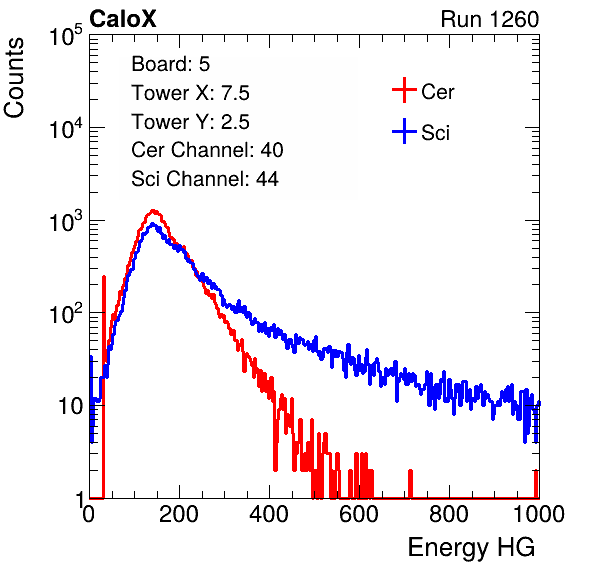 CaloX Run 1260
Counts
Board: 5
Tower X: 7.5
Tower Y: 2.5
Cer Channel: 40
Sci Channel: 44
Cer
Sci
10^5
10^4
10^3
10^2
10
1
0 200 400 600 800 1000
Energy HG